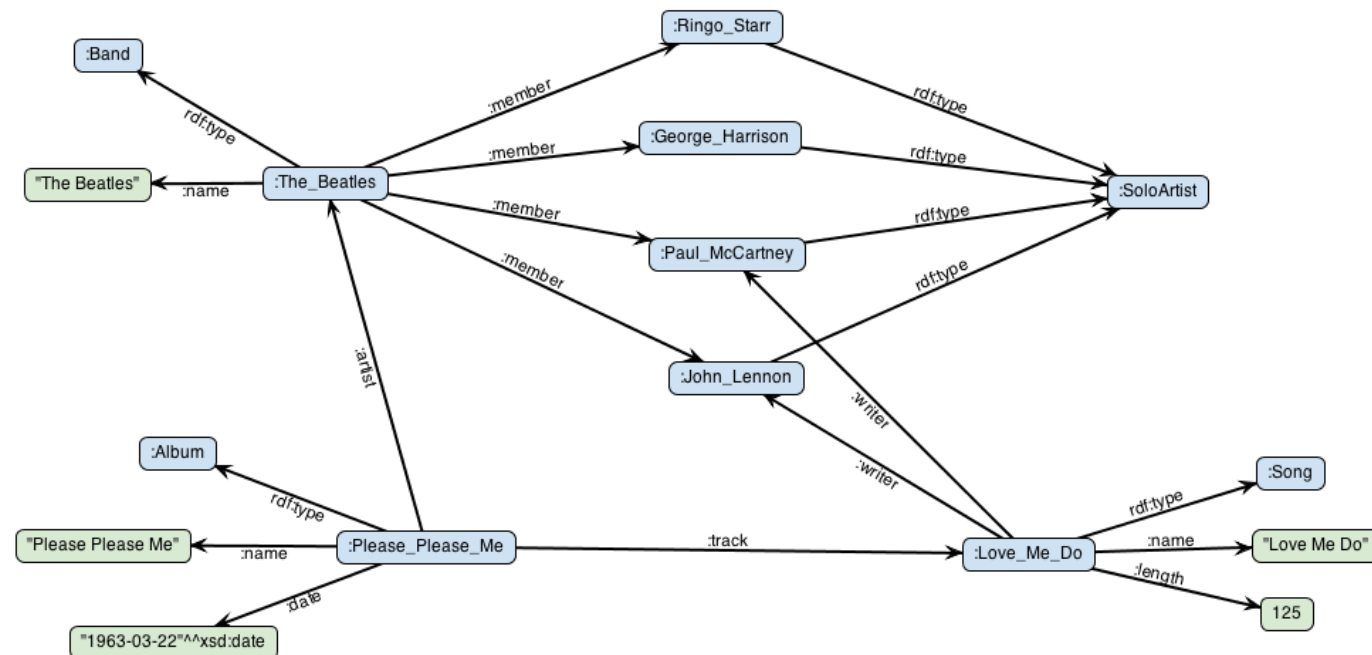 :Ringo_Starr
:Band
:member
rdf:type
rdf:type
:George_Harrison
:member
rdf:type
"The Beatles"
:name
:The_Beatles
:SoloArtist
:member
rdf:type
:Paul_McCartney
:member
rdf:type
:artist
:John_Lennon
:writer
:Album
:writer
:Song
rdf:type
rdf:type
"Please Please Me"
:name
:Please_Please_Me
:track
:Love_Me_Do
:name
"Love Me Do"
:length
:date
125
"1963-03-22"^^xsd:date